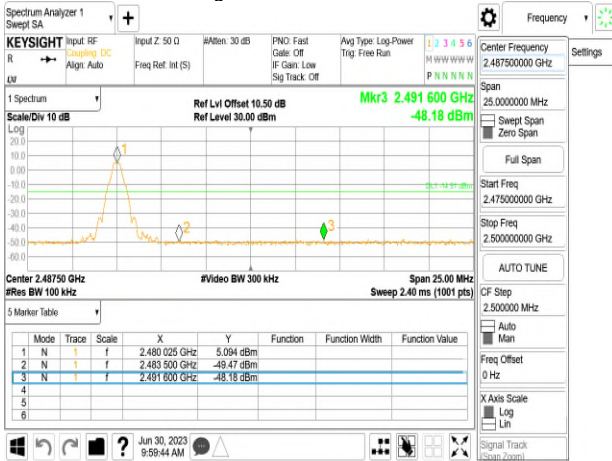 Spectrum Analyzer 1
Swept SA
+
KEYSIGHT
R
Input: RF
Coupling: DC
Align: Auto
Input Z: 50 Ω
Freq Ref: Int (S)
#Atten: 30 dB
PNO: Fast
Gate: Off
IF Gain: Low
Sig Track: Off
Avg Type: Log-Power
Trig: Free Run
1 2 3 4 5 6
M W W W W W
P N N N N N
1 Spectrum
Scale/Div 10 dB
Ref Lvl Offset 10.50 dB
Ref Level 30.00 dBm
Mkr3 2.491 600 GHz
-48.18 dBm
Log
20.0
10.0
0.00
-10.0
-20.0
-30.0
-40.0
-50.0
-60.0
1
2
3
DL1 -14.91 dBm
Center 2.48750 GHz
#Res BW 100 kHz
#Video BW 300 kHz
Span 25.00 MHz
Sweep 2.40 ms (1001 pts)
5 Marker Table
Mode Trace Scale X Y Function Function Width Function Value
1 N 1 f 2.480 025 GHz 5.094 dBm
2 N 1 f 2.483 500 GHz -49.47 dBm
3 N 1 f 2.491 600 GHz -48.18 dBm
4
5
6
?
Jun 30, 2023
9:59:44 AM
Frequency
Settings
Center Frequency
2.487500000 GHz
Span
25.0000000 MHz
Swept Span
Zero Span
Full Span
Start Freq
2.475000000 GHz
Stop Freq
2.500000000 GHz
AUTO TUNE
CF Step
2.500000 MHz
Auto
Man
Freq Offset
0 Hz
X Axis Scale
Log
Lin
Signal Track
(Span Zoom)